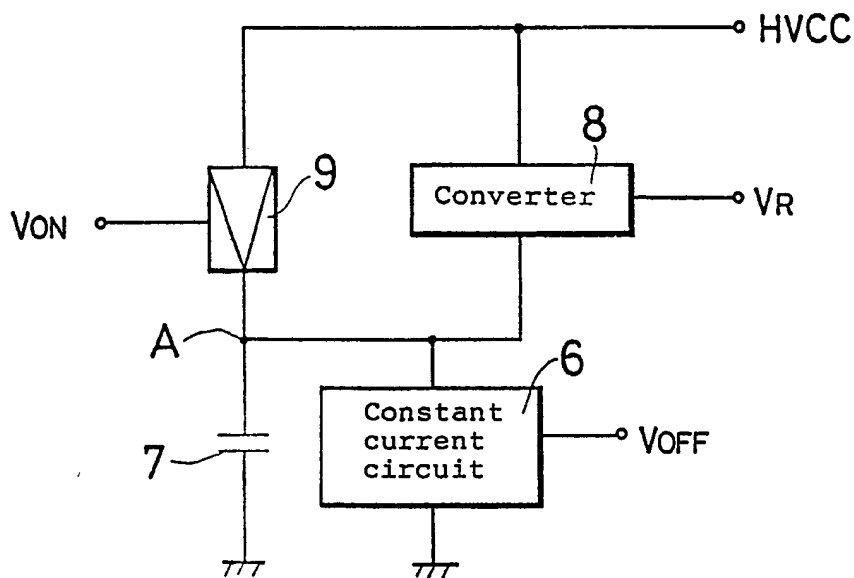 HVCC
8
9
Converter
VR
VON
A
6
Constant
current
circuit
7
VOFF